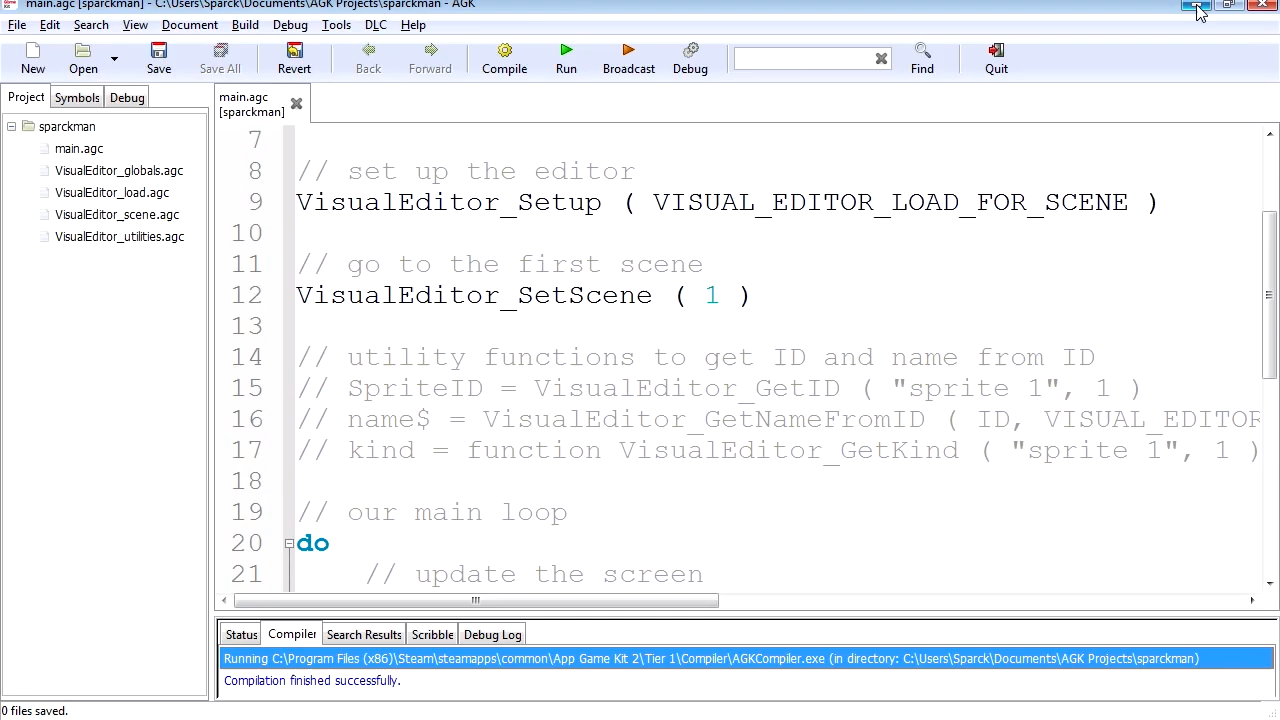 main.agc [sparckman] - C:\Users\Sparck\Documents\AGK Projects\sparckman - AGK
File Edit Search View Document Build Debug Tools DLC Help
New Open Save Save All Revert Back Forward Compile Run Broadcast Debug Find Quit
Project Symbols Debug
main.agc
[sparckman]
sparckman
main.agc
VisualEditor_globals.agc
VisualEditor_load.agc
VisualEditor_scene.agc
VisualEditor_utilities.agc
7
8 // set up the editor
9 VisualEditor_Setup ( VISUAL_EDITOR_LOAD_FOR_SCENE )
10
11 // go to the first scene
12 VisualEditor_SetScene ( 1 )
13
14 // utility functions to get ID and name from ID
15 // SpriteID = VisualEditor_GetID ( "sprite 1", 1 )
16 // name$ = VisualEditor_GetNameFromID ( ID, VISUAL_EDITOR
17 // kind = function VisualEditor_GetKind ( "sprite 1", 1 )
18
19 // our main loop
20 do
21 // update the screen
Status Compiler Search Results Scribble Debug Log
Running C:\Program Files (x86)\Steam\steamapps\common\App Game Kit 2\Tier 1\Compiler\AGKCompiler.exe (in directory: C:\Users\Sparck\Documents\AGK Projects\sparckman)
Compilation finished successfully.
0 files saved.